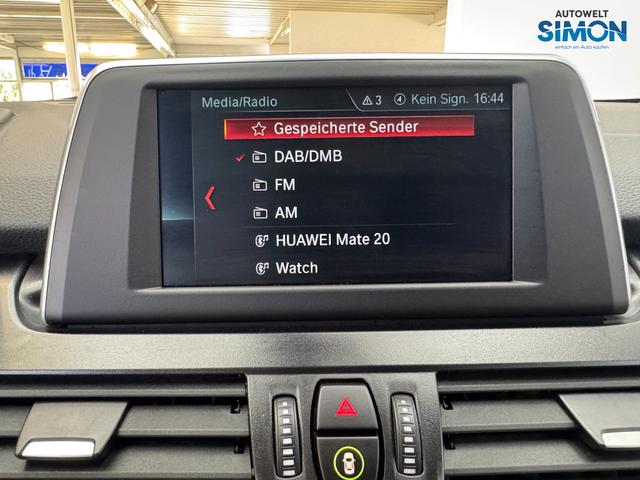 AUTOWELT
SIMON
einfach ein Auto kaufen
Media/Radio 3 Kein Sign. 16:44
Gespeicherte Sender
DAB/DMB
FM
AM
HUAWEI Mate 20
Watch